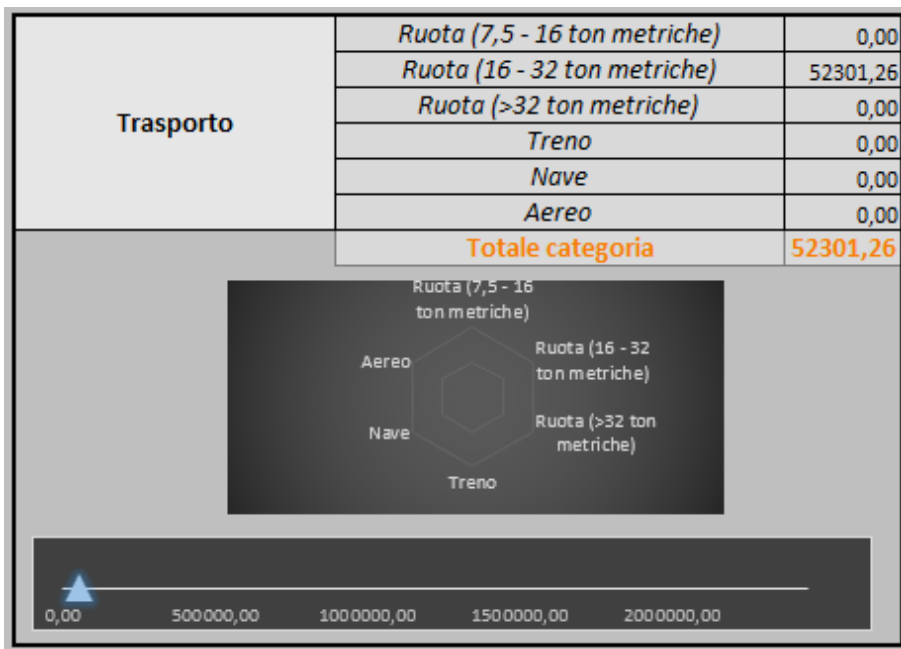 Trasporto
Ruota (7,5 - 16 ton metriche) 0,00
Ruota (16 - 32 ton metriche) 52301,26
Ruota (>32 ton metriche) 0,00
Treno 0,00
Nave 0,00
Aereo 0,00
Totale categoria 52301,26
Ruota (7,5 - 16
ton metriche)
Ruota (16 - 32
ton metriche)
Ruota (>32 ton
metriche)
Treno
Nave
Aereo
0,00 500000,00 1000000,00 1500000,00 2000000,00